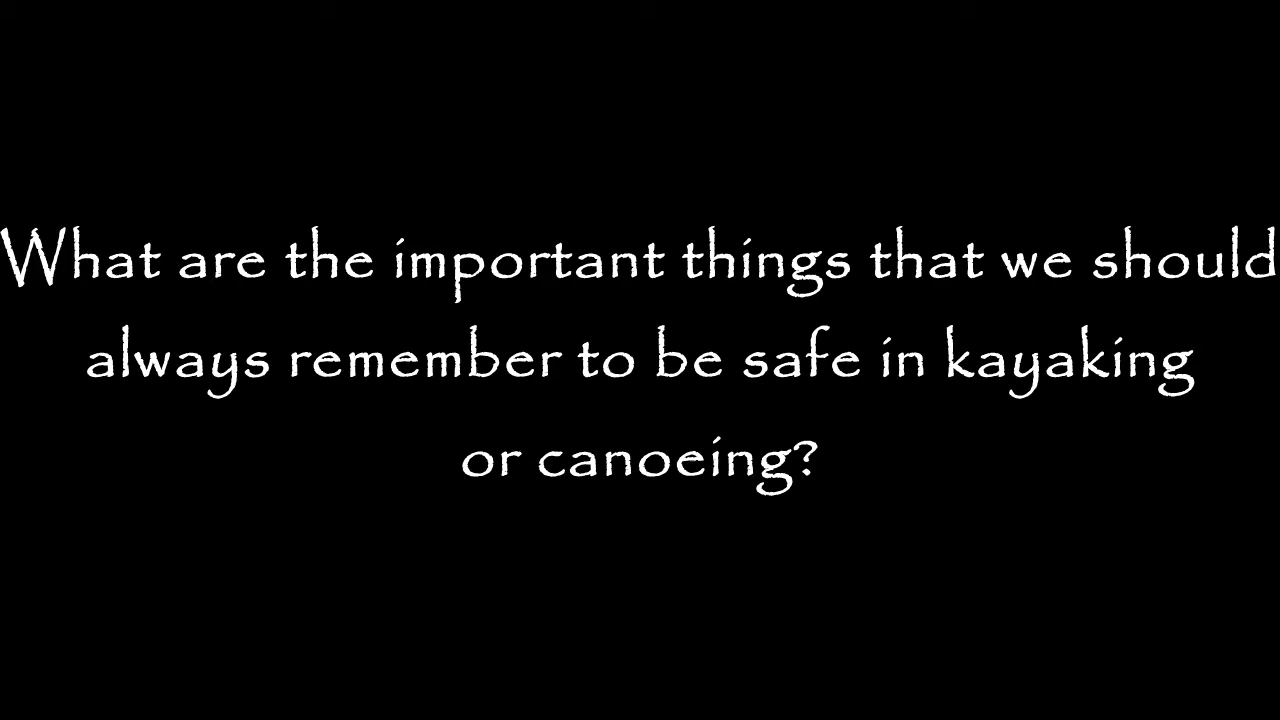 What are the important things that we should
always remember to be safe in kayaking
or canoeing?